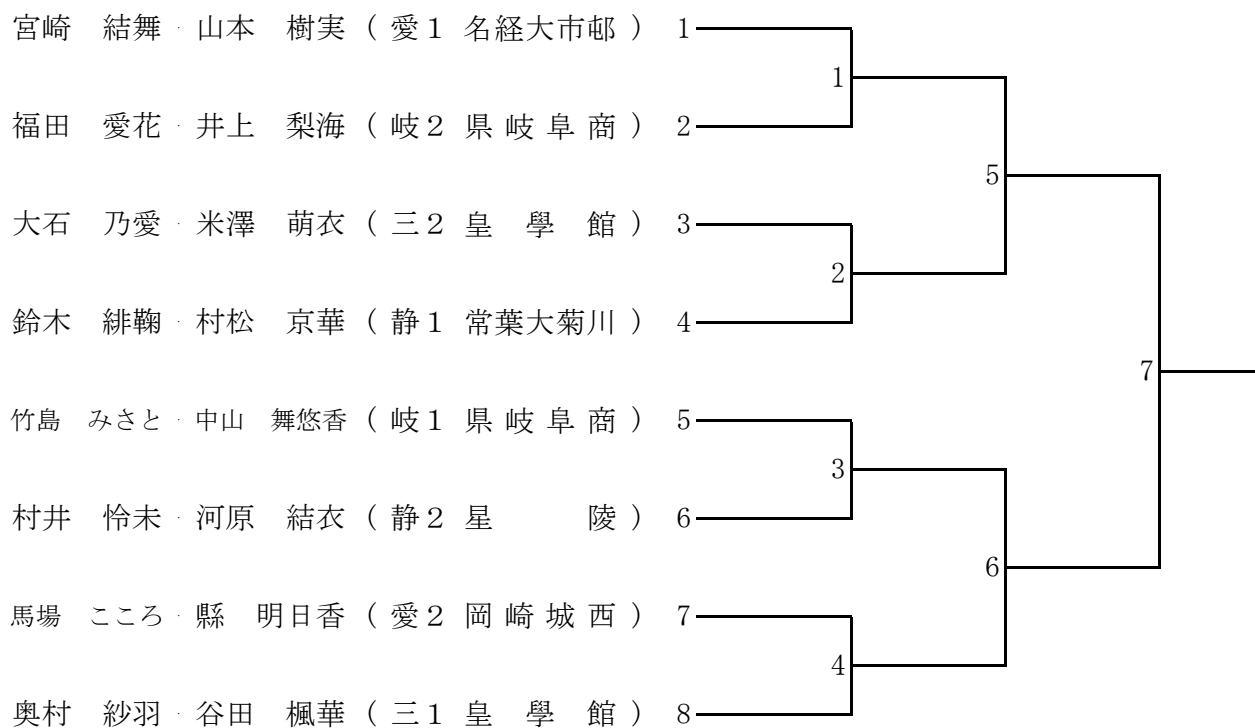 宮崎 結舞・山本 樹実 ( 愛1 名経大市邨 ) 1
1
福田 愛花・井上 梨海 ( 岐2 県岐阜商 ) 2
5
大石 乃愛・米澤 萌衣 ( 三2 皇學館 ) 3
2
鈴木 緋鞠・村松 京華 ( 静1 常葉大菊川 ) 4
7
竹島 みさと・中山 舞悠香 ( 岐1 県岐阜商 ) 5
3
村井 怜未・河原 結衣 ( 静2 星陵 ) 6
6
馬場 こころ・縣 明日香 ( 愛2 岡崎城西 ) 7
4
奥村 紗羽・谷田 楓華 ( 三1 皇學館 ) 8